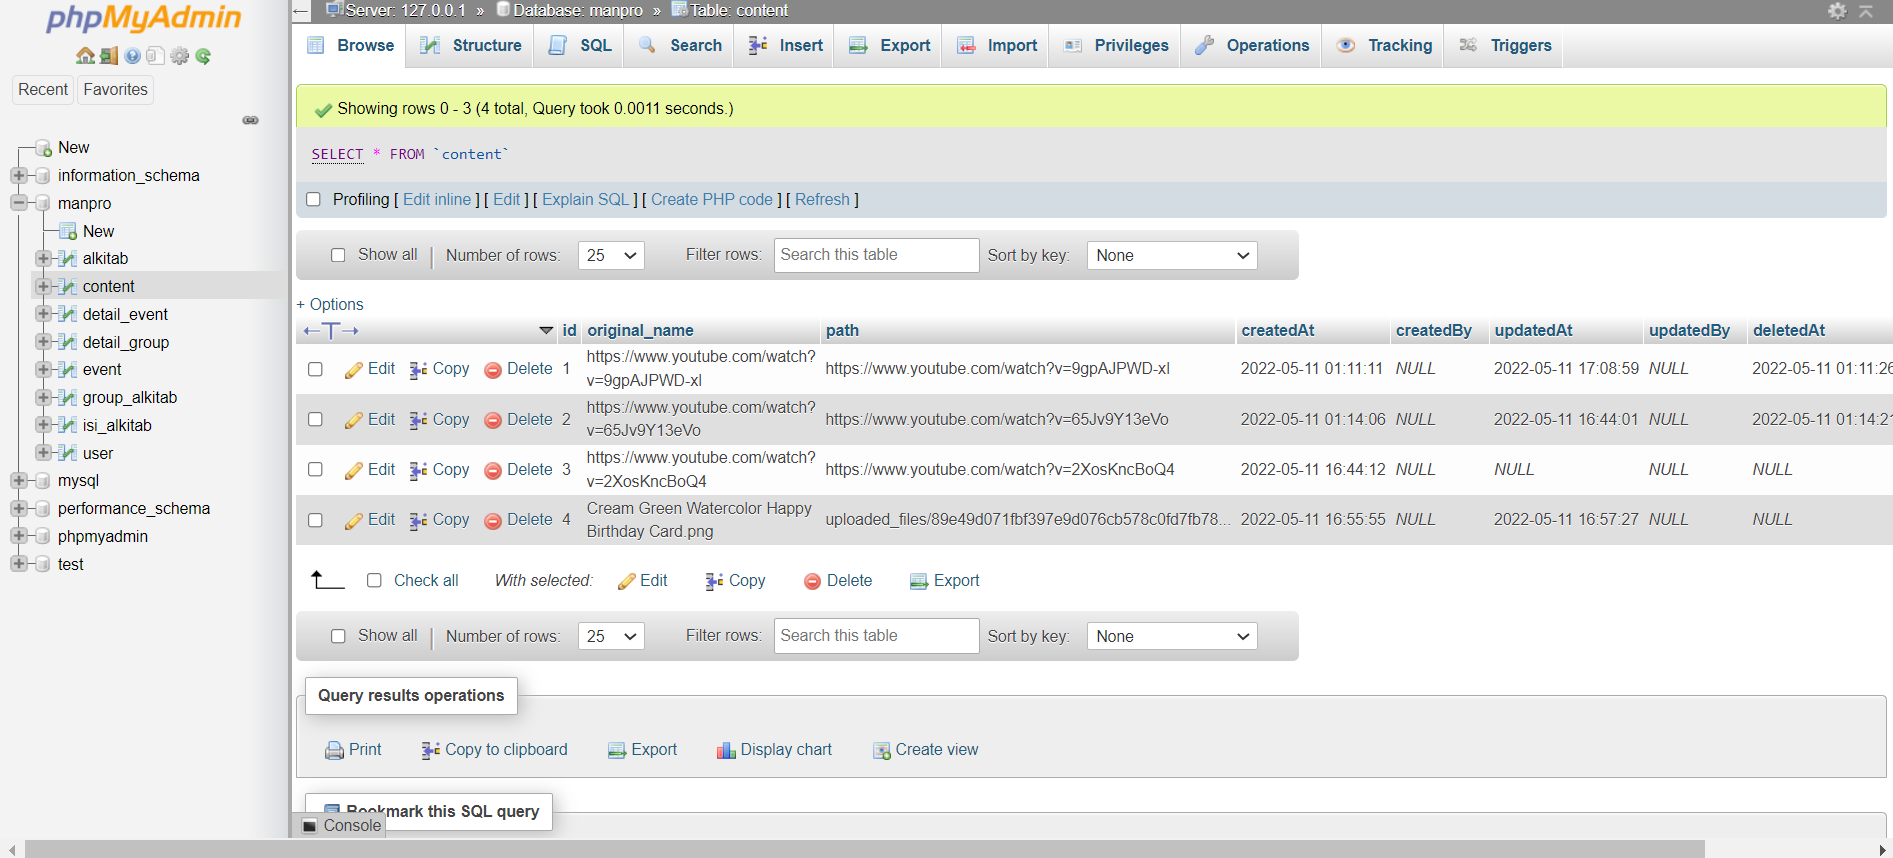 phpMyAdmin
Recent Favorites
New
information_schema
manpro
New
alkitab
content
detail_event
detail_group
event
group_alkitab
isi_alkitab
user
mysql
performance_schema
phpmyadmin
test
Server: 127.0.0.1 » Database: manpro » Table: content
Browse Structure SQL Search Insert Export Import Privileges Operations Tracking Triggers
Showing rows 0 - 3 (4 total, Query took 0.0011 seconds.)
SELECT * FROM `content`
Profiling [ Edit inline ] [ Edit ] [ Explain SQL ] [ Create PHP code ] [ Refresh ]
Show all | Number of rows: 25 Filter rows: Search this table Sort by key: None
+ Options
←T→ id original_name path createdAt createdBy updatedAt updatedBy deletedAt
Edit Copy Delete 1 https://www.youtube.com/watch?v=9gpAJPWD-xI https://www.youtube.com/watch?v=9gpAJPWD-xI 2022-05-11 01:11:11 NULL 2022-05-11 17:08:59 NULL 2022-05-11 01:11:26
Edit Copy Delete 2 https://www.youtube.com/watch?v=65Jv9Y13eVo https://www.youtube.com/watch?v=65Jv9Y13eVo 2022-05-11 01:14:06 NULL 2022-05-11 16:44:01 NULL 2022-05-11 01:14:21
Edit Copy Delete 3 https://www.youtube.com/watch?v=2XosKncBoQ4 https://www.youtube.com/watch?v=2XosKncBoQ4 2022-05-11 16:44:12 NULL NULL NULL NULL
Edit Copy Delete 4 Cream Green Watercolor Happy Birthday Card.png uploaded_files/89e49d071fbf397e9d076cb578c0fd7fb78... 2022-05-11 16:55:55 NULL 2022-05-11 16:57:27 NULL NULL
Check all With selected: Edit Copy Delete Export
Show all | Number of rows: 25 Filter rows: Search this table Sort by key: None
Query results operations
Print Copy to clipboard Export Display chart Create view
Bookmark this SQL query
Console